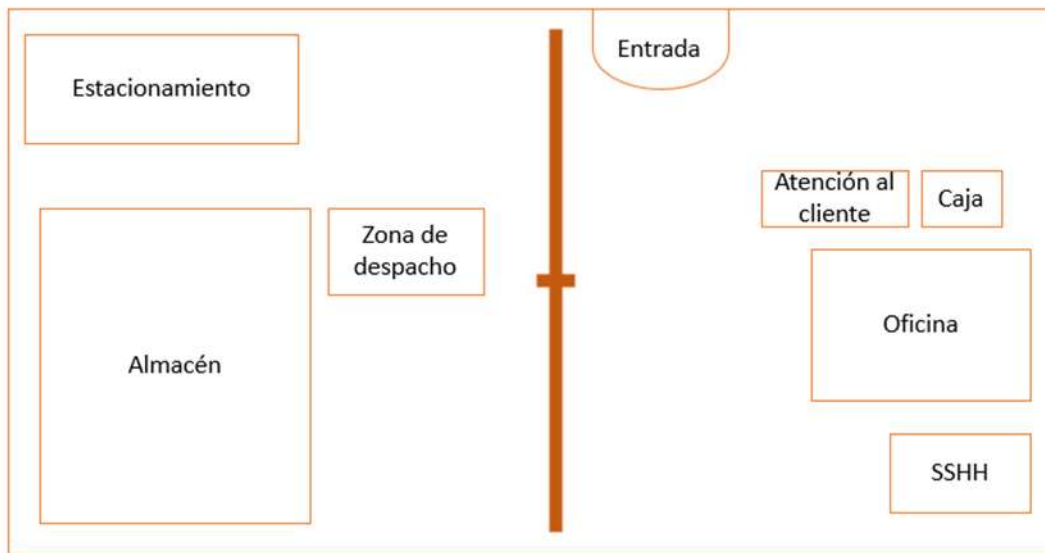 Entrada
Estacionamiento
Atención al
cliente
Caja
Zona de
despacho
Oficina
Almacén
SSHH